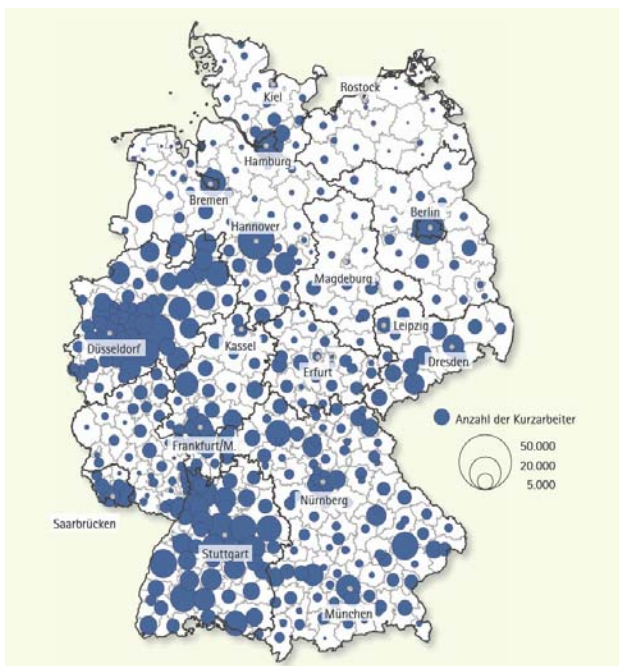 Kiel
Rostock
Hamburg
Bremen
Berlin
Hannover
Magdeburg
Leipzig
Düsseldorf
Kassel
Erfurt
Dresden
Anzahl der Kurzarbeiter
50.000
20.000
5.000
Frankfurt/M.
Nürnberg
Saarbrücken
Stuttgart
München